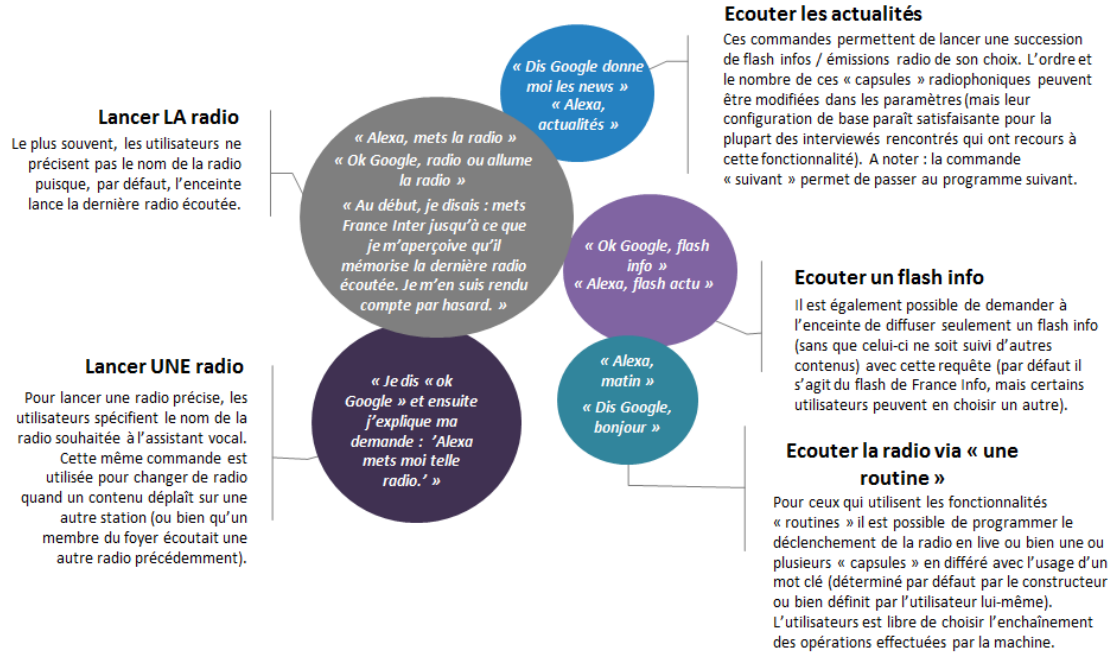 Lancer LA radio
Le plus souvent, les utilisateurs ne
précisent pas le nom de la radio
puisque, par défaut, l’enceinte
lance la dernière radio écoutée.
« Alexa, mets la radio »
« Ok Google, radio ou allume
la radio »
« Au début, je disais : mets
France Inter jusqu’à ce que
je m’aperçoive qu’il
mémorise la dernière radio
écoutée. Je m’en suis rendu
compte par hasard. »
Lancer UNE radio
Pour lancer une radio précise, les
utilisateurs spécifient le nom de la
radio souhaitée à l’assistant vocal.
Cette même commande est
utilisée pour changer de radio
quand un contenu déplaît sur une
autre station (ou bien qu’un
membre du foyer écoutait une
autre radio précédemment).
« Je dis « ok
Google » et ensuite
j’explique ma
demande : ’Alexa
mets moi telle
radio.’ »
« Dis Google donne
moi les news »
« Alexa,
actualités »
Ecouter les actualités
Ces commandes permettent de lancer une succession
de flash infos / émissions radio de son choix. L’ordre et
le nombre de ces « capsules » radiophoniques peuvent
être modifiées dans les paramètres (mais leur
configuration de base paraît satisfaisante pour la
plupart des interviewés rencontrés qui ont recours à
cette fonctionnalité). A noter : la commande
« suivant » permet de passer au programme suivant.
« Ok Google, flash
info »
« Alexa, flash actu »
Ecouter un flash info
Il est également possible de demander à
l’enceinte de diffuser seulement un flash info
(sans que celui-ci ne soit suivi d’autres
contenus) avec cette requête (par défaut il
s’agit du flash de France Info, mais certains
utilisateurs peuvent en choisir un autre).
« Alexa,
matin »
« Dis Google,
bonjour »
Ecouter la radio via « une
routine »
Pour ceux qui utilisent les fonctionnalités
« routines » il est possible de programmer le
déclenchement de la radio en live ou bien une ou
plusieurs « capsules » en différé avec l’usage d’un
mot clé (déterminé par défaut par le constructeur
ou bien définit par l’utilisateur lui-même).
L’utilisateurs est libre de choisir l’enchaînement
des opérations effectuées par la machine.